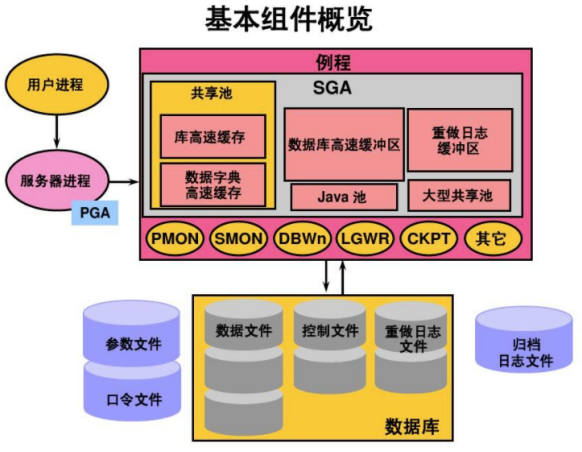 基本组件概览
例程
用户进程
SGA
共享池
库高速缓存
数据库高速缓冲区
重做日志
缓冲区
服务器进程
数据字典
高速缓存
Java 池
大型共享池
PGA
PMON
SMON
DBWn
LGWR
CKPT
其它
参数文件
口令文件
数据文件
控制文件
重做日志
文件
归档
日志文件
数据库